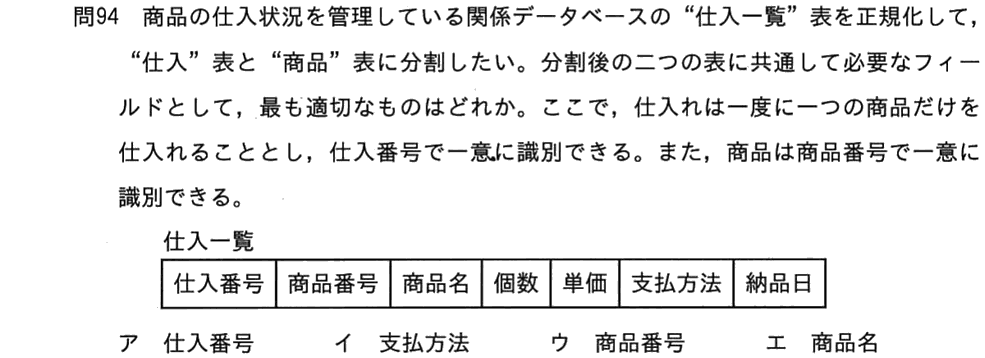 問94 商品の仕入状況を管理している関係データベースの“仕入一覧”表を正規化して，
“仕入”表と“商品”表に分割したい。分割後の二つの表に共通して必要なフィー
ルドとして，最も適切なものはどれか。ここで，仕入れは一度に一つの商品だけを
仕入れることとし，仕入番号で一意に識別できる。また，商品は商品番号で一意に
識別できる。
仕入一覧
仕入番号 商品番号 商品名 個数 単価 支払方法 納品日
ア 仕入番号 イ 支払方法 ウ 商品番号 エ 商品名